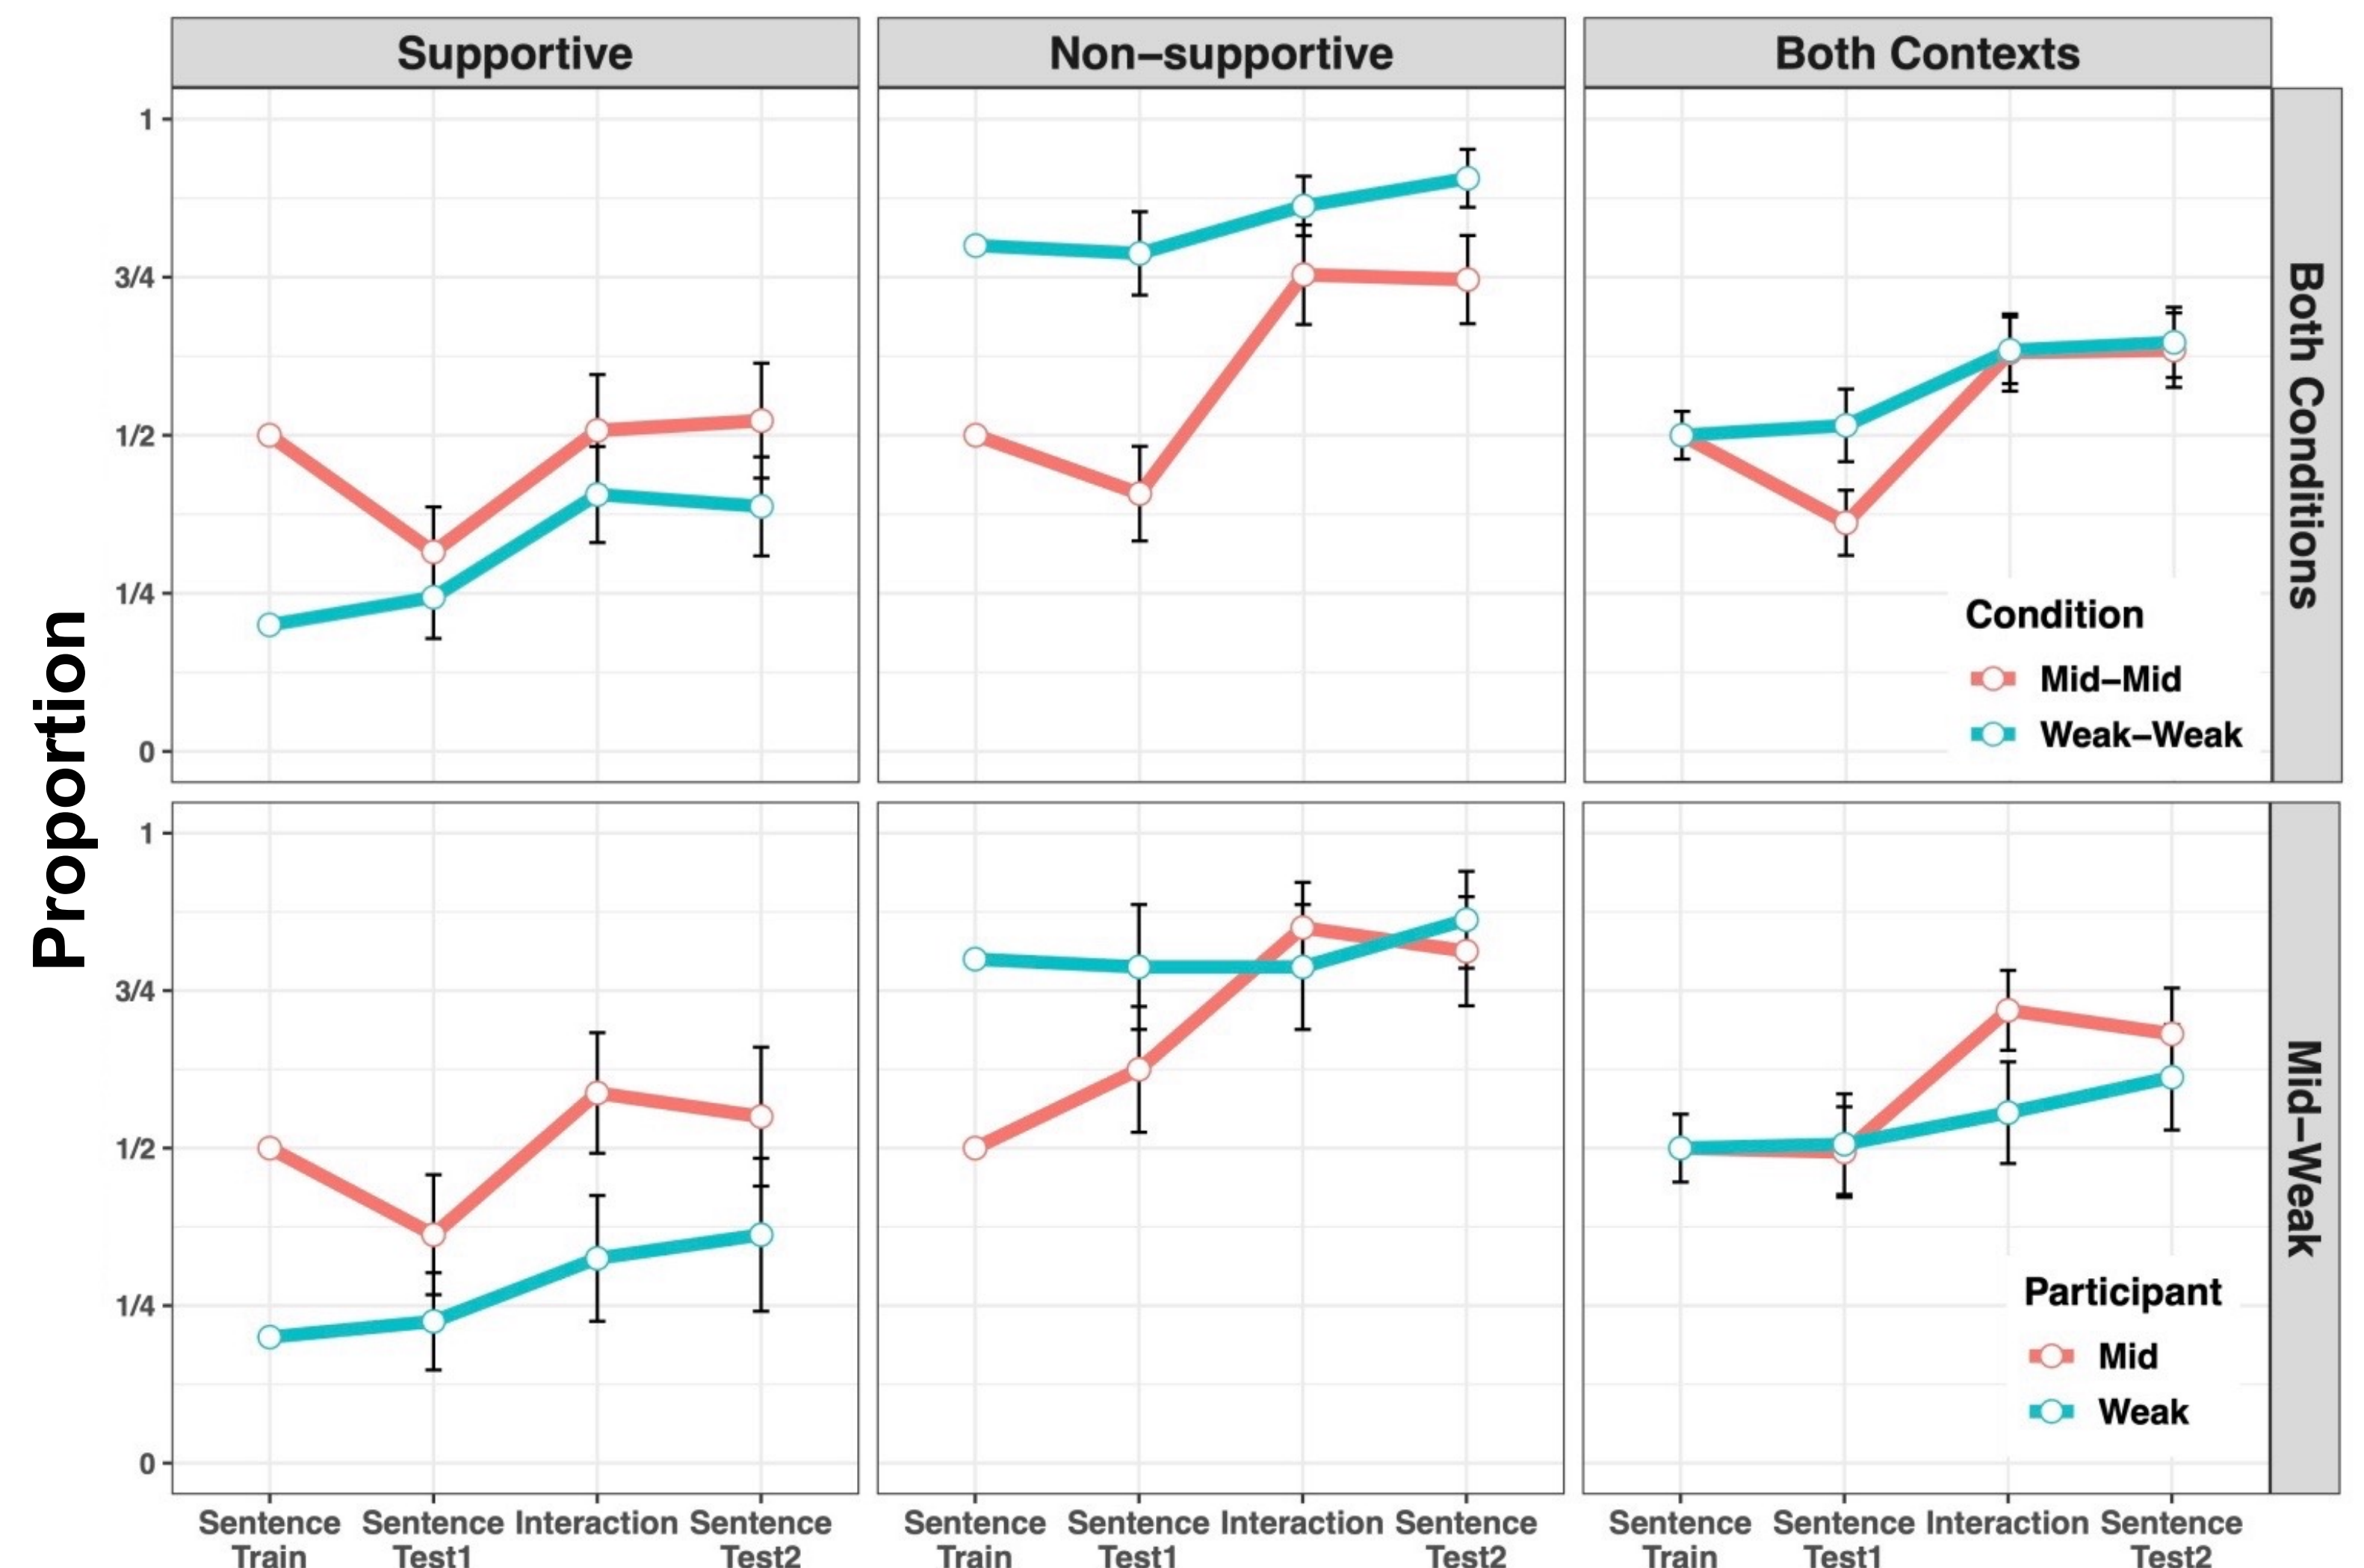 Supportive
Non–supportive
Both Contexts
Proportion
1
3/4
1/2
1/4
0
Both Conditions
Condition
Mid–Mid
Weak–Weak
1
3/4
1/2
1/4
0
Mid–Weak
Participant
Mid
Weak
Sentence Sentence Interaction Sentence
Train Test1 Test2
Sentence Sentence Interaction Sentence
Train Test1 Test2
Sentence Sentence Interaction Sentence
Train Test1 Test2